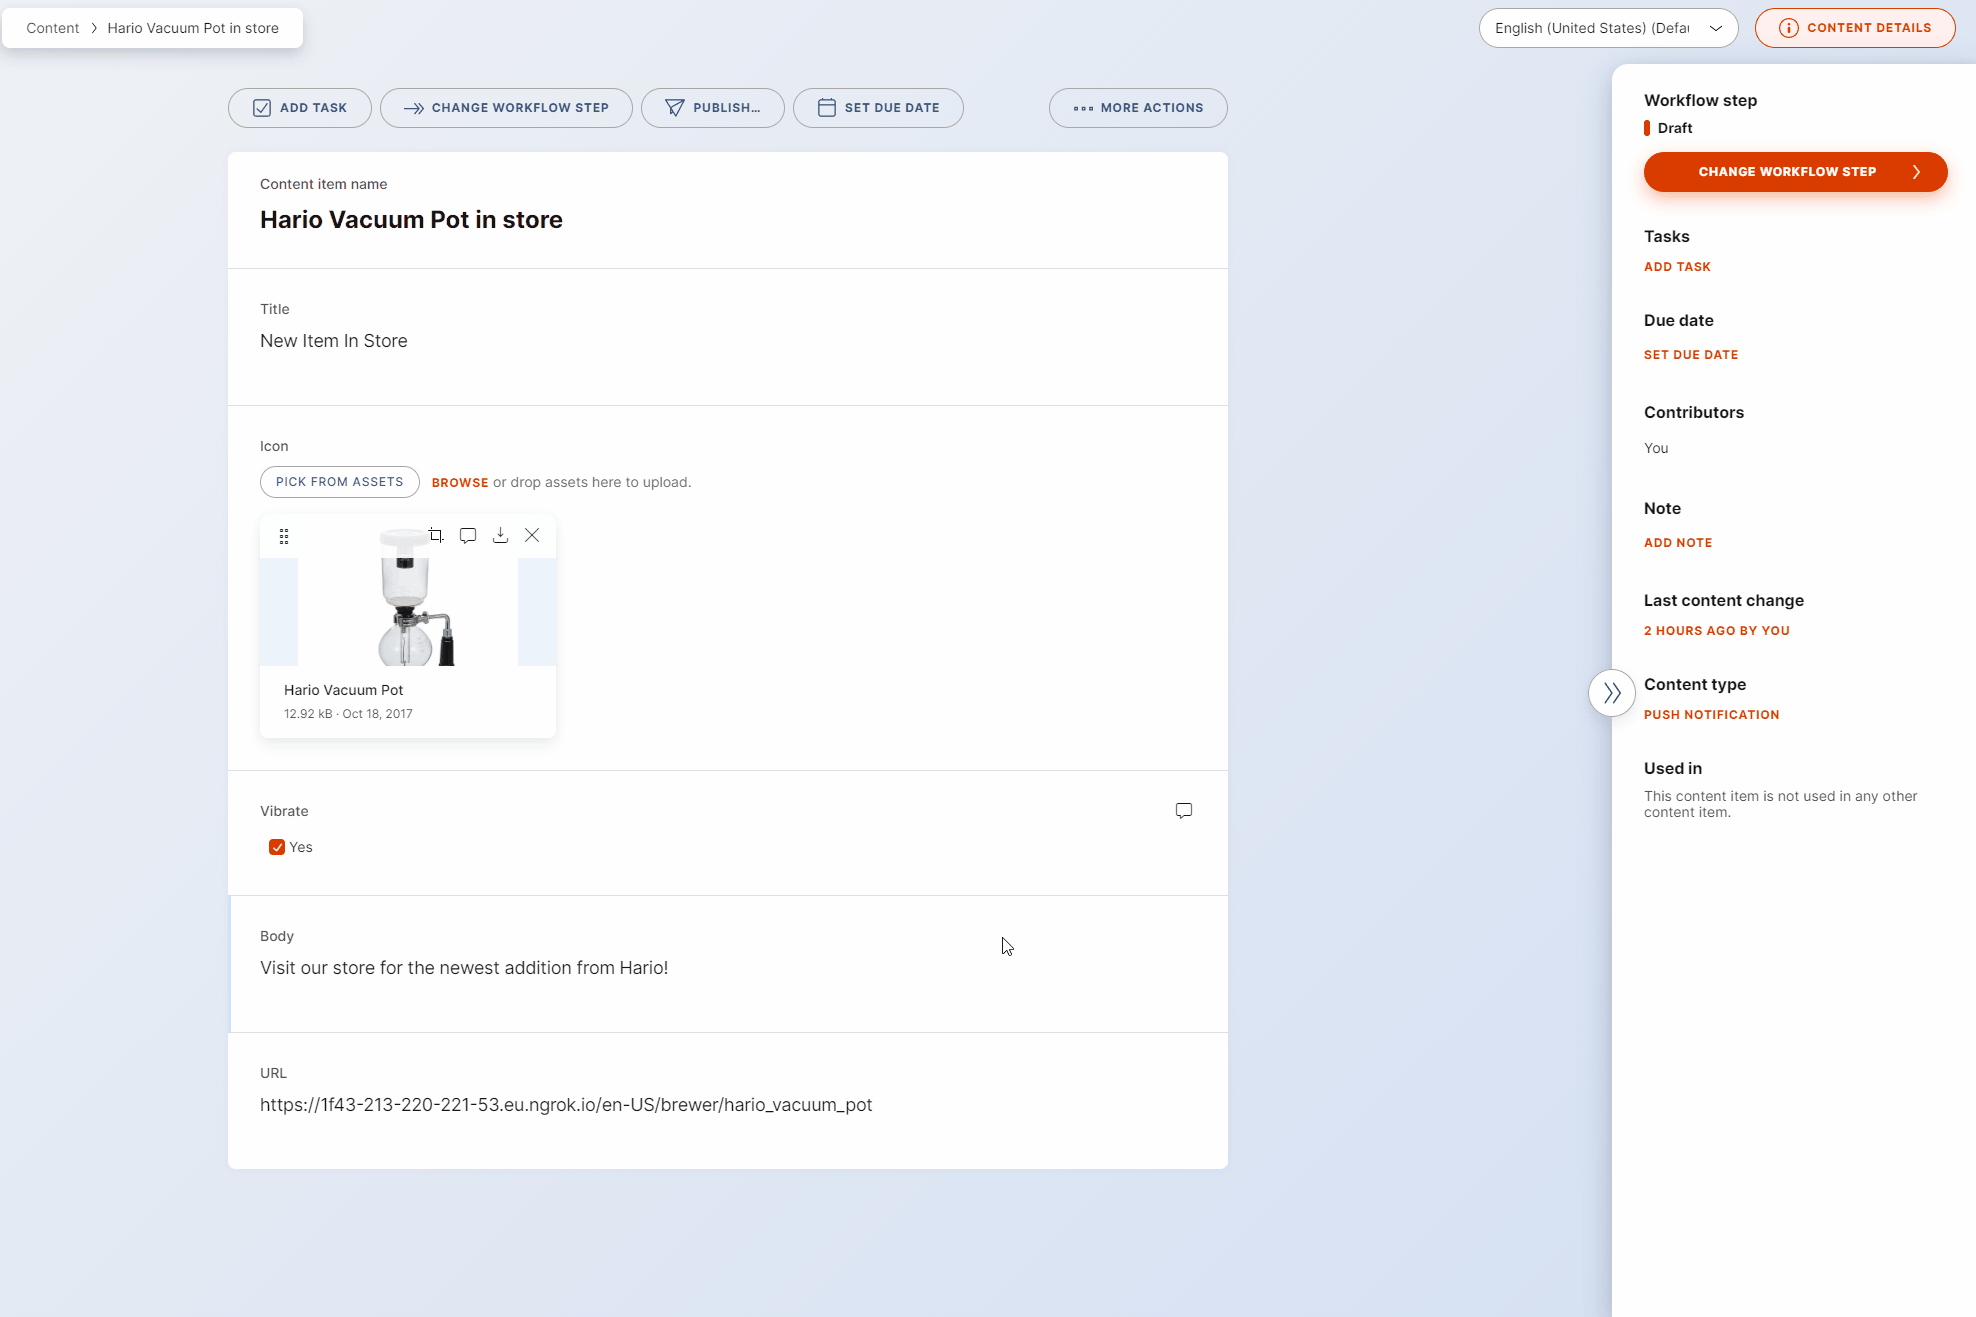 Content > Hario Vacuum Pot in store
English (United States) (Defau
CONTENT DETAILS
ADD TASK
CHANGE WORKFLOW STEP
PUBLISH...
SET DUE DATE
MORE ACTIONS
Content item name
Hario Vacuum Pot in store
Title
New Item In Store
Icon
PICK FROM ASSETS
BROWSE or drop assets here to upload.
Hario Vacuum Pot
12.92 kB · Oct 18, 2017
Vibrate
Yes
Body
Visit our store for the newest addition from Hario!
URL
https://1f43-213-220-221-53.eu.ngrok.io/en-US/brewer/hario_vacuum_pot
Workflow step
Draft
CHANGE WORKFLOW STEP
Tasks
ADD TASK
Due date
SET DUE DATE
Contributors
You
Note
ADD NOTE
Last content change
2 HOURS AGO BY YOU
Content type
PUSH NOTIFICATION
Used in
This content item is not used in any other
content item.